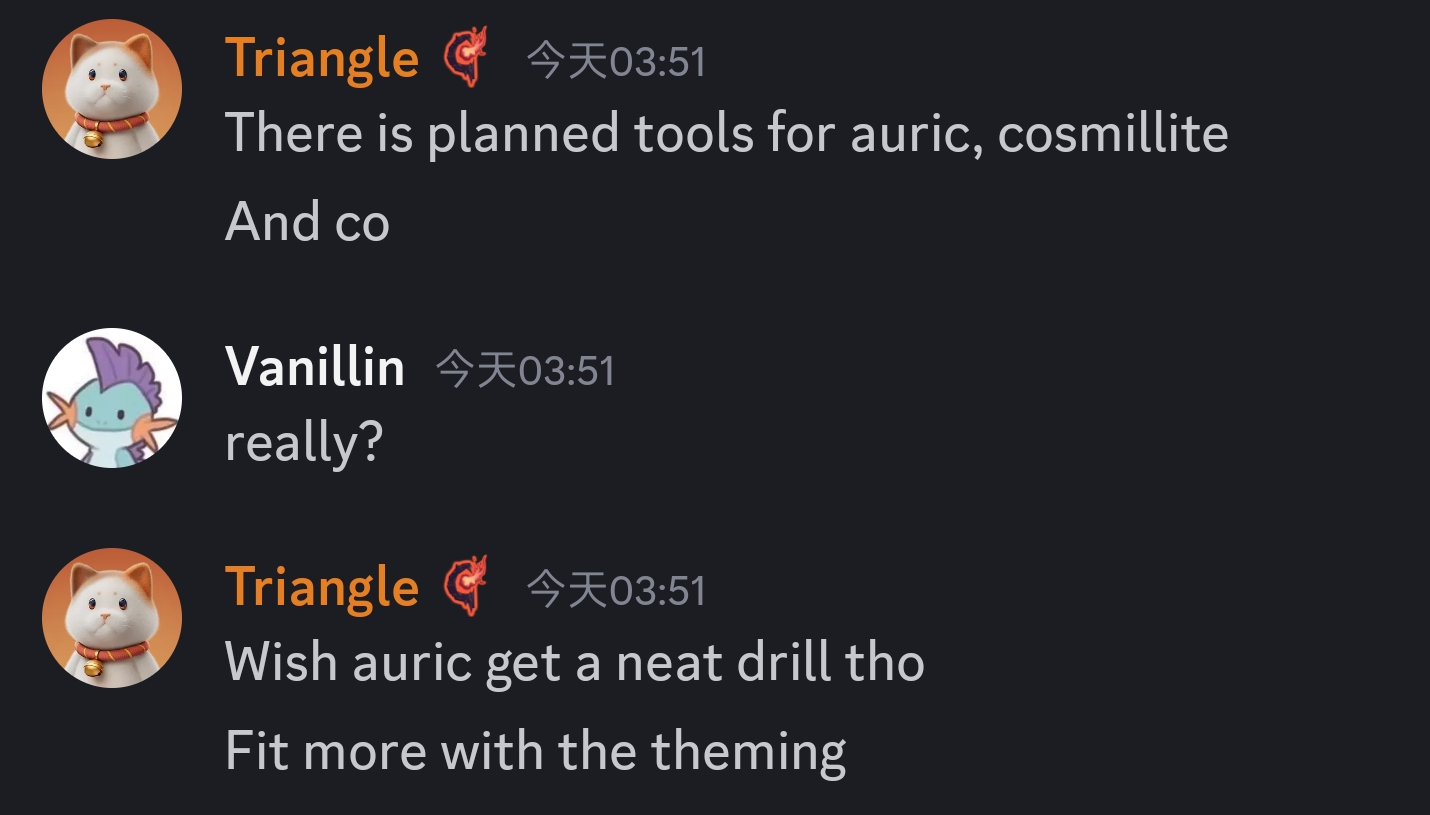 Triangle 今天03:51
There is planned tools for auric, cosmillite
And co
Vanillin 今天03:51
really?
Triangle 今天03:51
Wish auric get a neat drill tho
Fit more with the theming